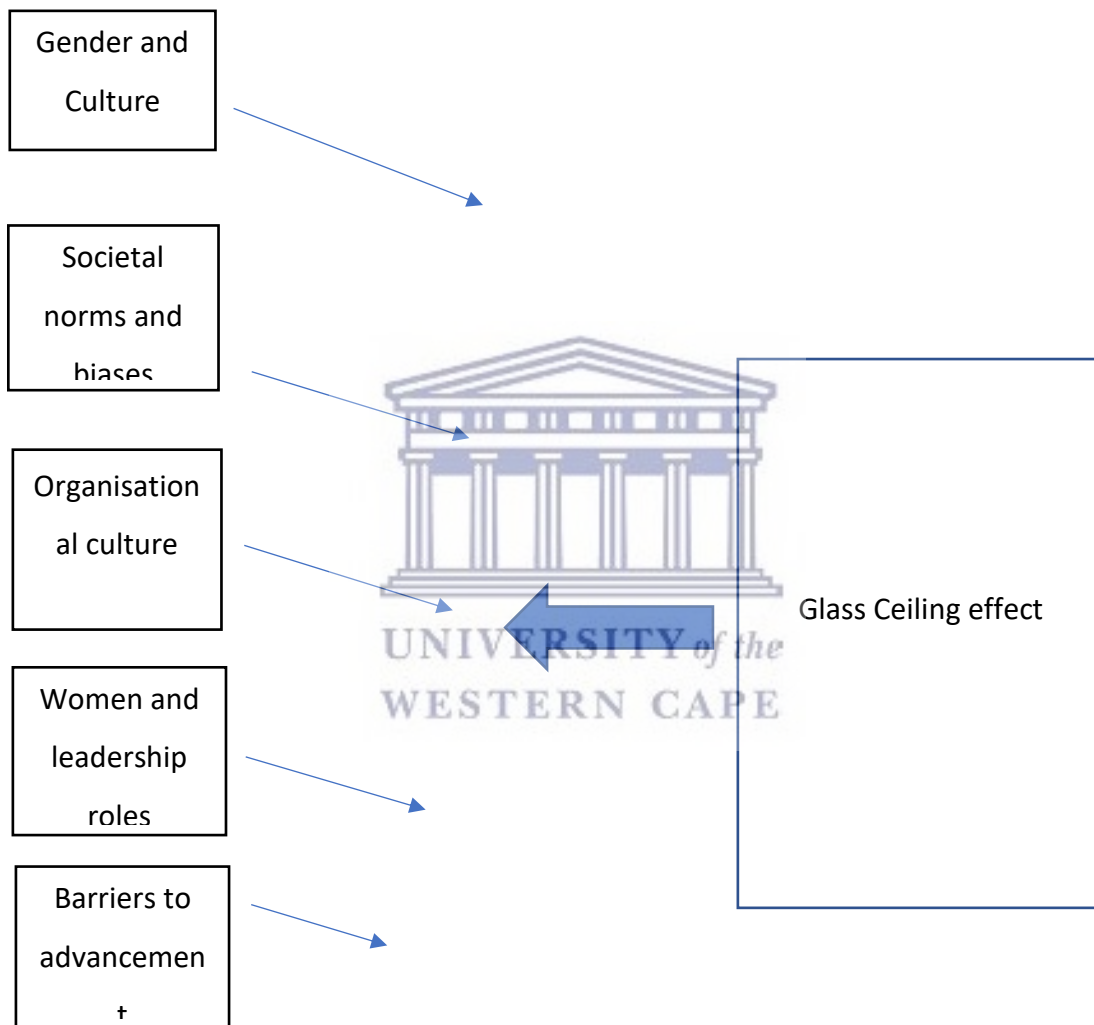 Gender and
Culture
Societal
norms and
biases
Organisation
al culture
Glass Ceiling effect
UNIVERSITY of the
WESTERN CAPE
Women and
leadership
roles
Barriers to
advancemen
t